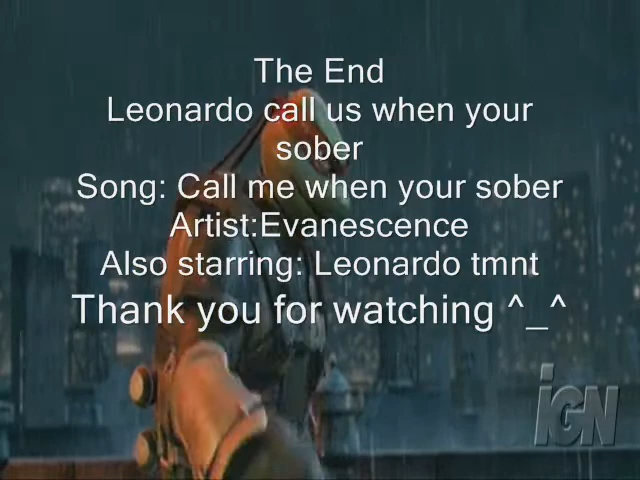 The End
Leonardo call us when your
sober
Song: Call me when your sober
Artist:Evanescence
Also starring: Leonardo tmnt
Thank you for watching ^_^
iGN